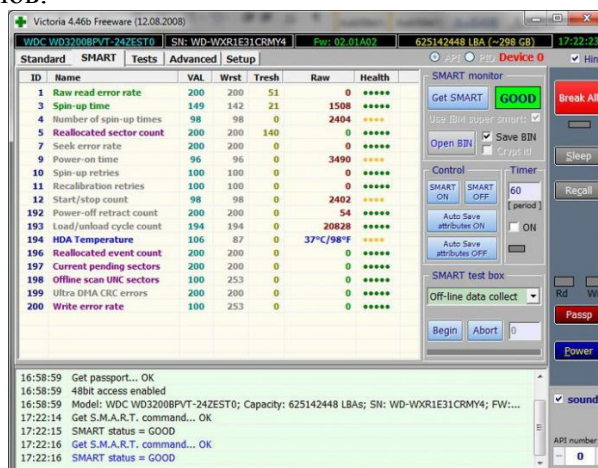 нов.
Victoria 4.46b Freeware (12.08.2008)
WDC WD3200BPVT-24ZEST0 SN: WD-WXR1E31CRMY4 Fw: 02.01A02 625142448 LBA (~298 GB) 17:22:23
Standard SMART Tests Advanced Setup API PIO Device 0 Hin
ID Name VAL Wrst Tresh Raw Health
1 Raw read error rate 200 200 51 0
3 Spin-up time 149 142 21 1508
4 Number of spin-up times 98 98 0 2404
5 Reallocated sector count 200 200 140 0
7 Seek error rate 200 200 0 0
9 Power-on time 96 96 0 3490
10 Spin-up retries 100 100 0 0
11 Recalibration retries 100 100 0 0
12 Start/stop count 98 98 0 2402
192 Power-off retract count 200 200 0 54
193 Load/unload cycle count 194 194 0 20828
194 HDA Temperature 106 87 0 37°C/98°F
196 Reallocated event count 200 200 0 0
197 Current pending sectors 200 200 0 0
198 Offline scan UNC sectors 100 253 0 0
199 Ultra DMA CRC errors 200 200 0 0
200 Write error rate 100 253 0 0
SMART monitor
Get SMART GOOD
Use IBM super smart:
Open BIN Save BIN
Crypt it!
Control Timer
SMART ON SMART OFF 60
[ period ]
Auto Save attributes ON ON
Auto Save attributes OFF
SMART test box
Off-line data collect
Begin Abort 0
Break All
Sleep
Recall
Rd W
Passp
Power
sound
API number
0
16:58:59 Get passport... OK
16:58:59 48bit access enabled
16:58:59 Model: WDC WD3200BPVT-24ZEST0; Capacity: 625142448 LBAs; SN: WD-WXR1E31CRMY4; FW:...
17:22:14 Get S.M.A.R.T. command... OK
17:22:15 SMART status = GOOD
17:22:16 Get S.M.A.R.T. command... OK
17:22:16 SMART status = GOOD